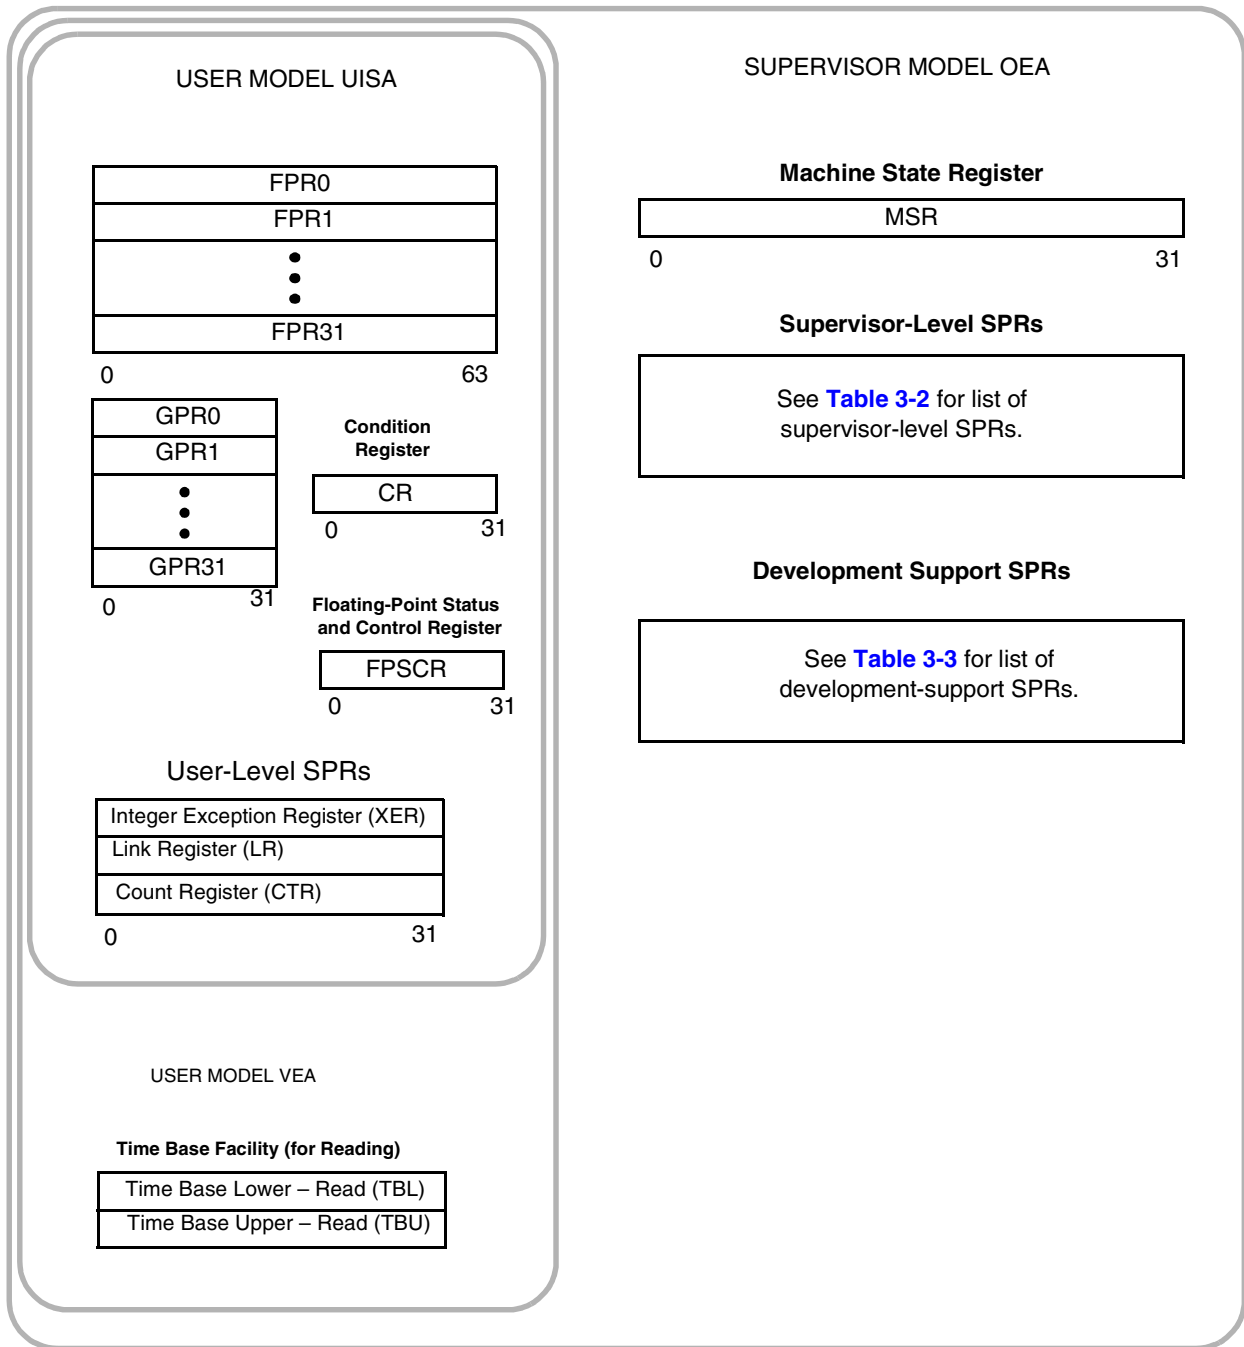 USER MODEL UISA
FPR0
FPR1
FPR31
0 63
GPR0
GPR1
GPR31
0 31
Condition
Register
CR
0 31
Floating-Point Status
and Control Register
FPSCR
0 31
User-Level SPRs
Integer Exception Register (XER)
Link Register (LR)
Count Register (CTR)
0 31
USER MODEL VEA
Time Base Facility (for Reading)
Time Base Lower – Read (TBL)
Time Base Upper – Read (TBU)
SUPERVISOR MODEL OEA
Machine State Register
MSR
0 31
Supervisor-Level SPRs
See Table 3-2 for list of
supervisor-level SPRs.
Development Support SPRs
See Table 3-3 for list of
development-support SPRs.